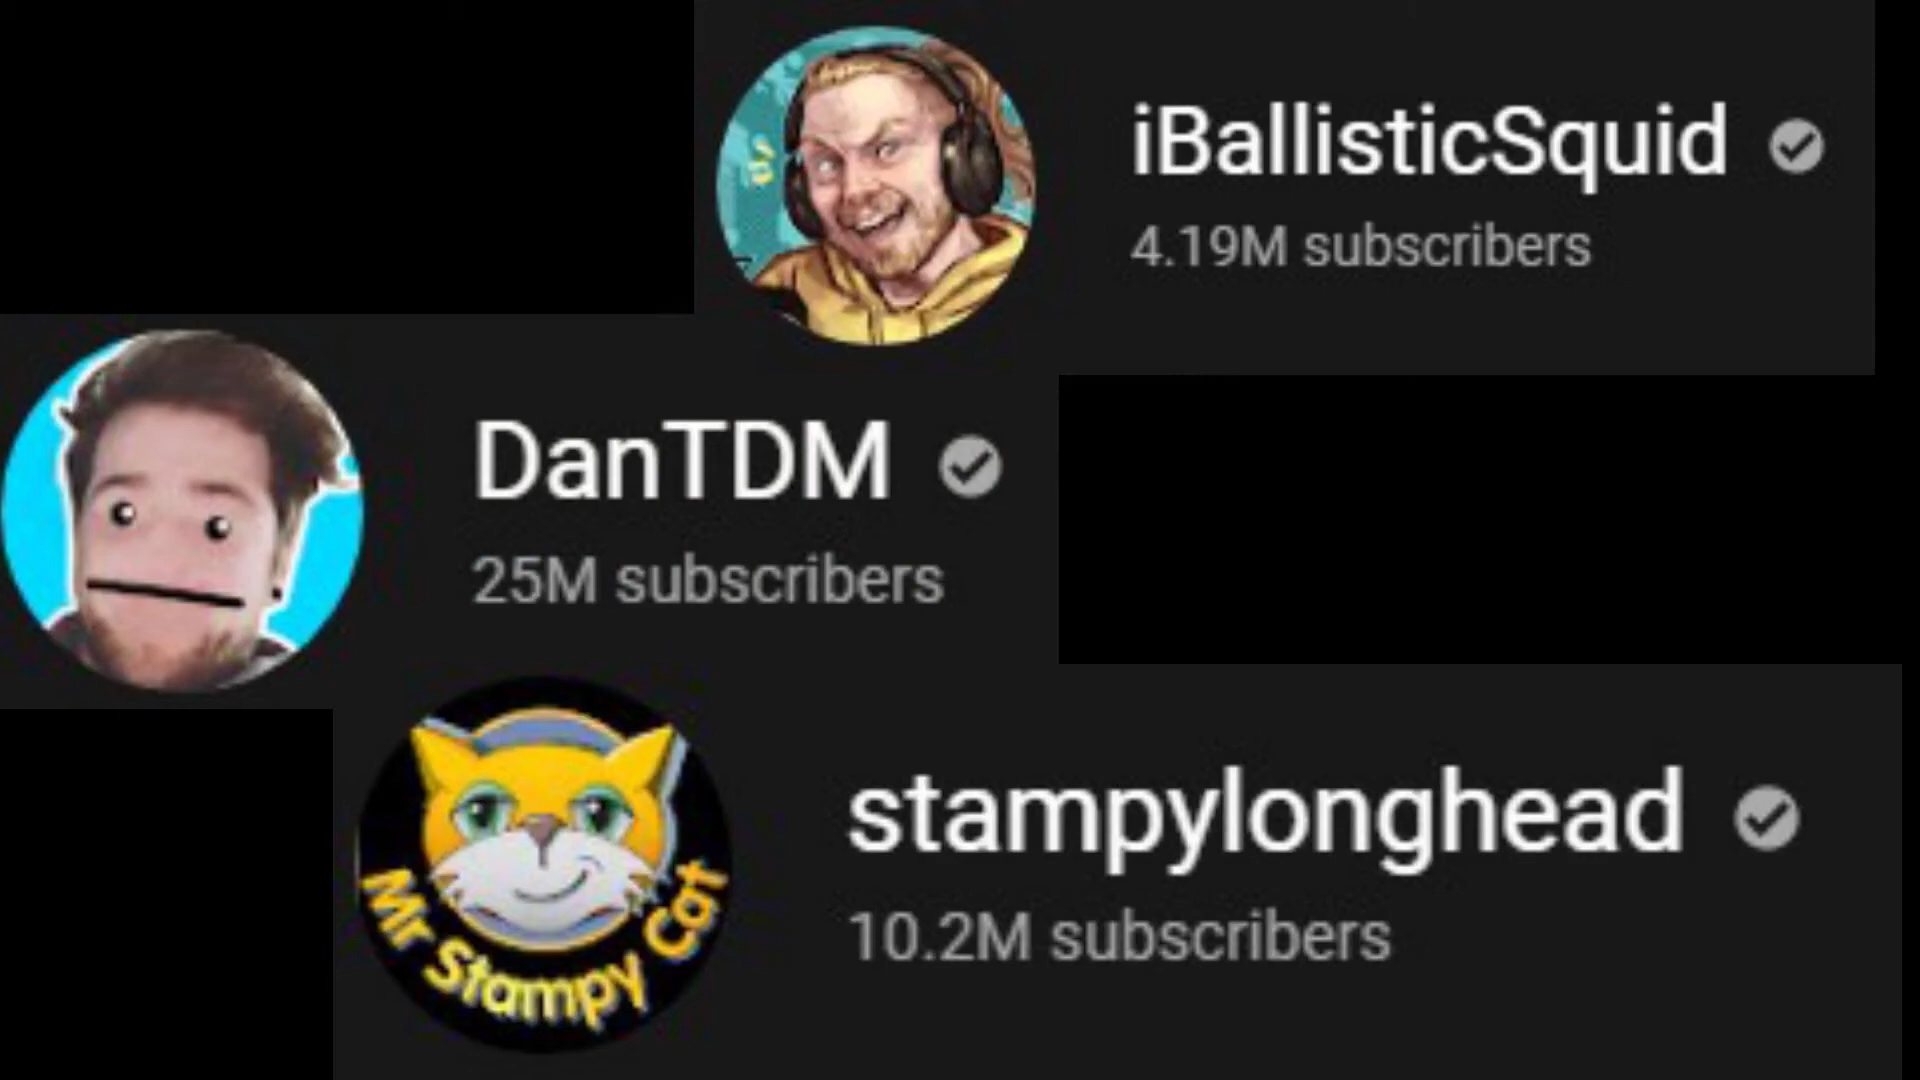 iBallisticSquid
4.19M subscribers
DanTDM
25M subscribers
stampylonghead
10.2M subscribers
Mr Stampy Cat